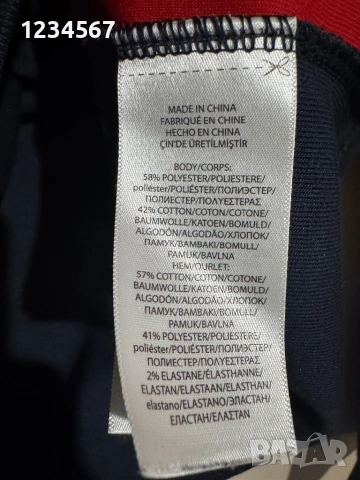 1234567
MADE IN CHINA
FABRIQUÉ EN CHINE
HECHO EN CHINA
ÇİN'DE ÜRETİLMİŞTİR
BODY/CORPS:
58% POLYESTER/POLIESTERE/
poliéster/POLIÉSTER/ПОЛИЭСТЕР/
ПОЛИЕСТЕР/ΠΟΛΥΕΣΤΕΡΑΣ
42% COTTON/COTON/COTONE/
BAUMWOLLE/KATOEN/BOMULD/
ALGODÓN/ALGODÃO/ХЛОПОК/
ПАМУК/ΒΑΜΒΑΚΙ/BOMULL/
PAMUK/BAVLNA
HEM/OURLET:
57% COTTON/COTON/COTONE/
BAUMWOLLE/KATOEN/BOMULD/
ALGODÓN/ALGODÃO/ХЛОПОК/
ПАМУК/ΒΑΜΒΑΚΙ/BOMULL/
PAMUK/BAVLNA
41% POLYESTER/POLIESTERE/
poliéster/POLIÉSTER/ПОЛИЭСТЕР/
ПОЛИЕСТЕР/ΠΟΛΥΕΣΤΕΡΑΣ
2% ELASTANE/ÉLASTHANNE/
ELASTAN/ELASTAAN/ELASTHAN/
elastano/ELASTANO/ЭЛАСТАН/
ЕЛАСТАН/ΕΛΑΣΤΑΝ
BAZAR